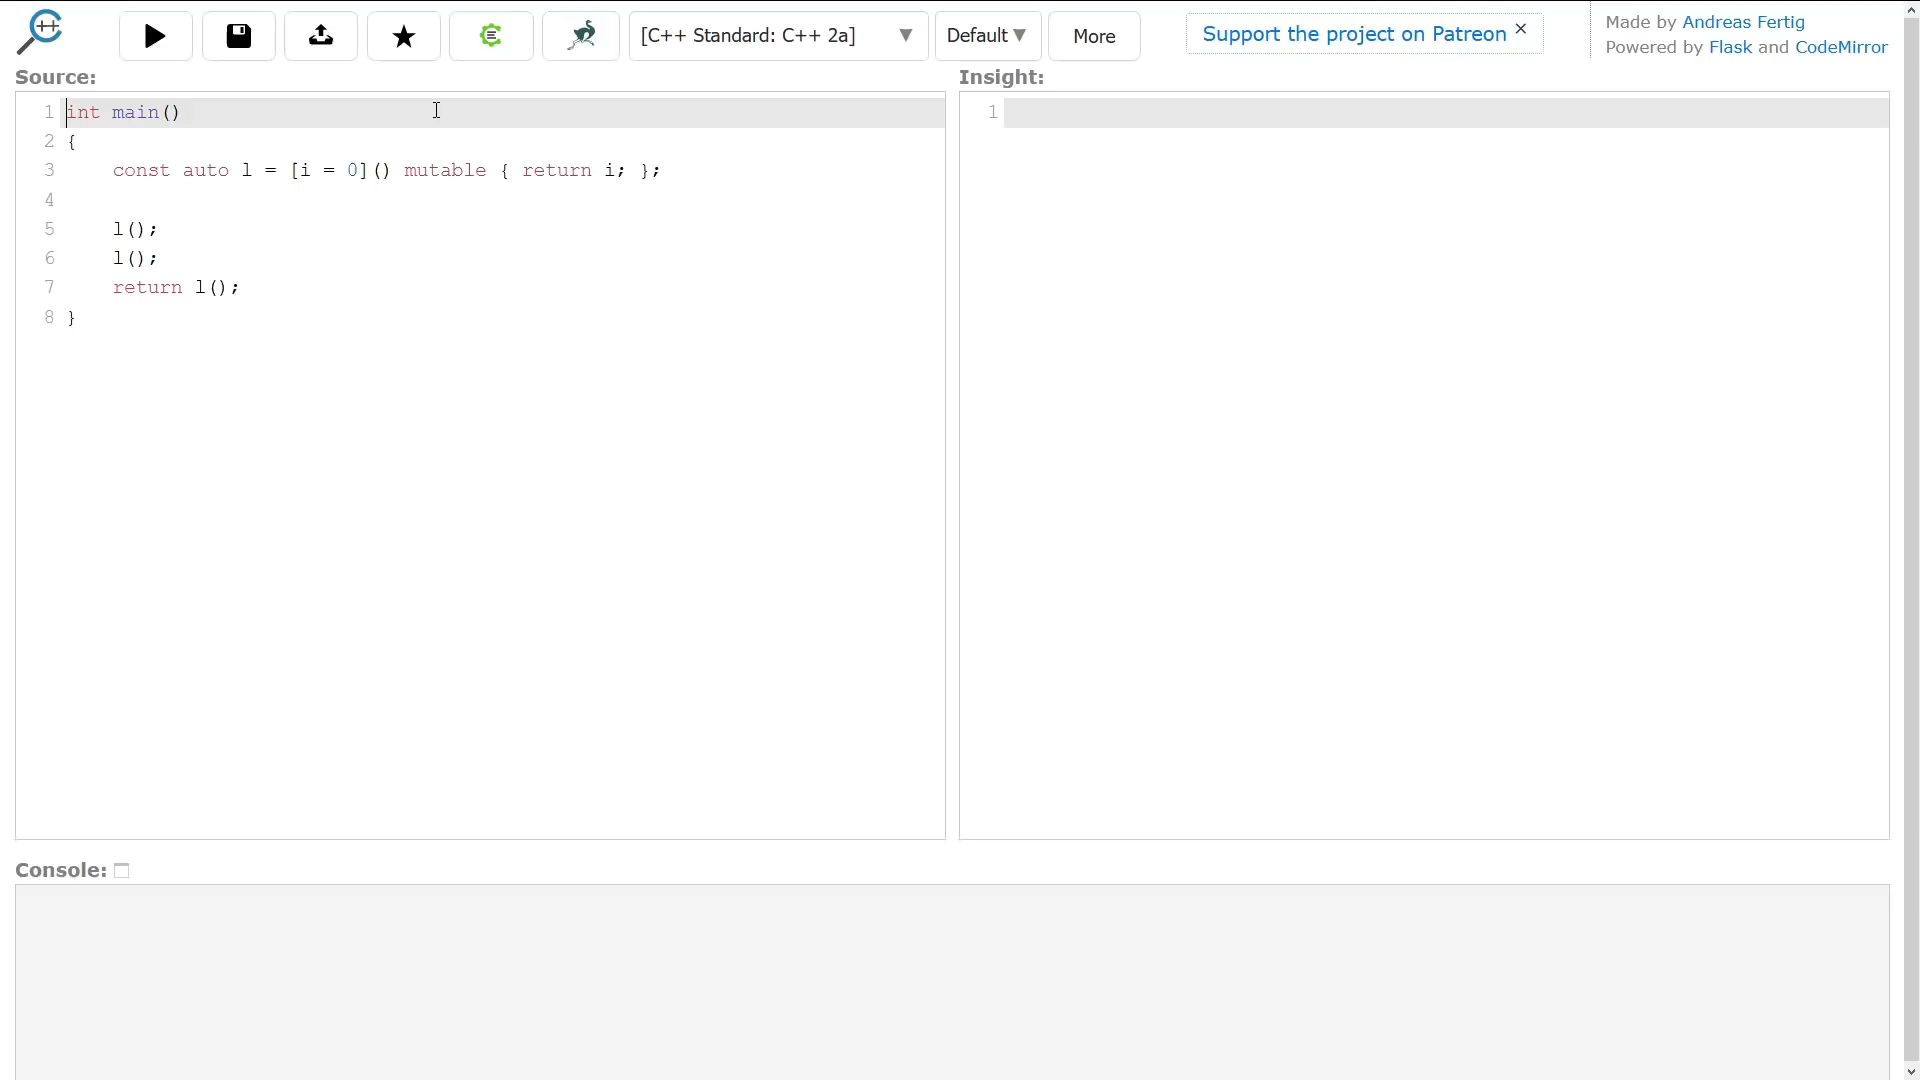 [C++ Standard: C++ 2a] ▼
Default ▼
More
Support the project on Patreon ×
Made by Andreas Fertig
Powered by Flask and CodeMirror
Source:
1 int main()
2 {
3     const auto l = [i = 0]() mutable { return i; };
4
5     l();
6     l();
7     return l();
8 }
Insight:
1
Console: